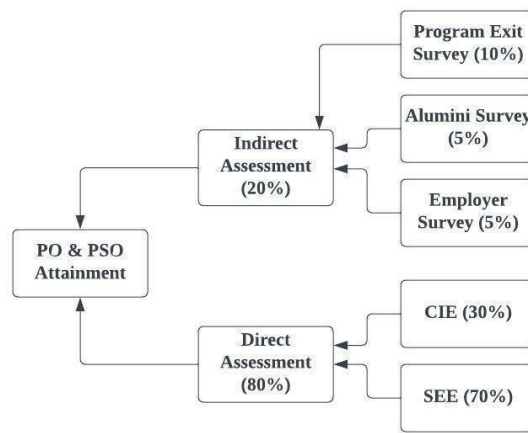 Program Exit
Survey (10%)
Alumini Survey
(5%)
Indirect
Assessment
(20%)
Employer
Survey (5%)
PO & PSO
Attainment
CIE (30%)
Direct
Assessment
(80%)
SEE (70%)